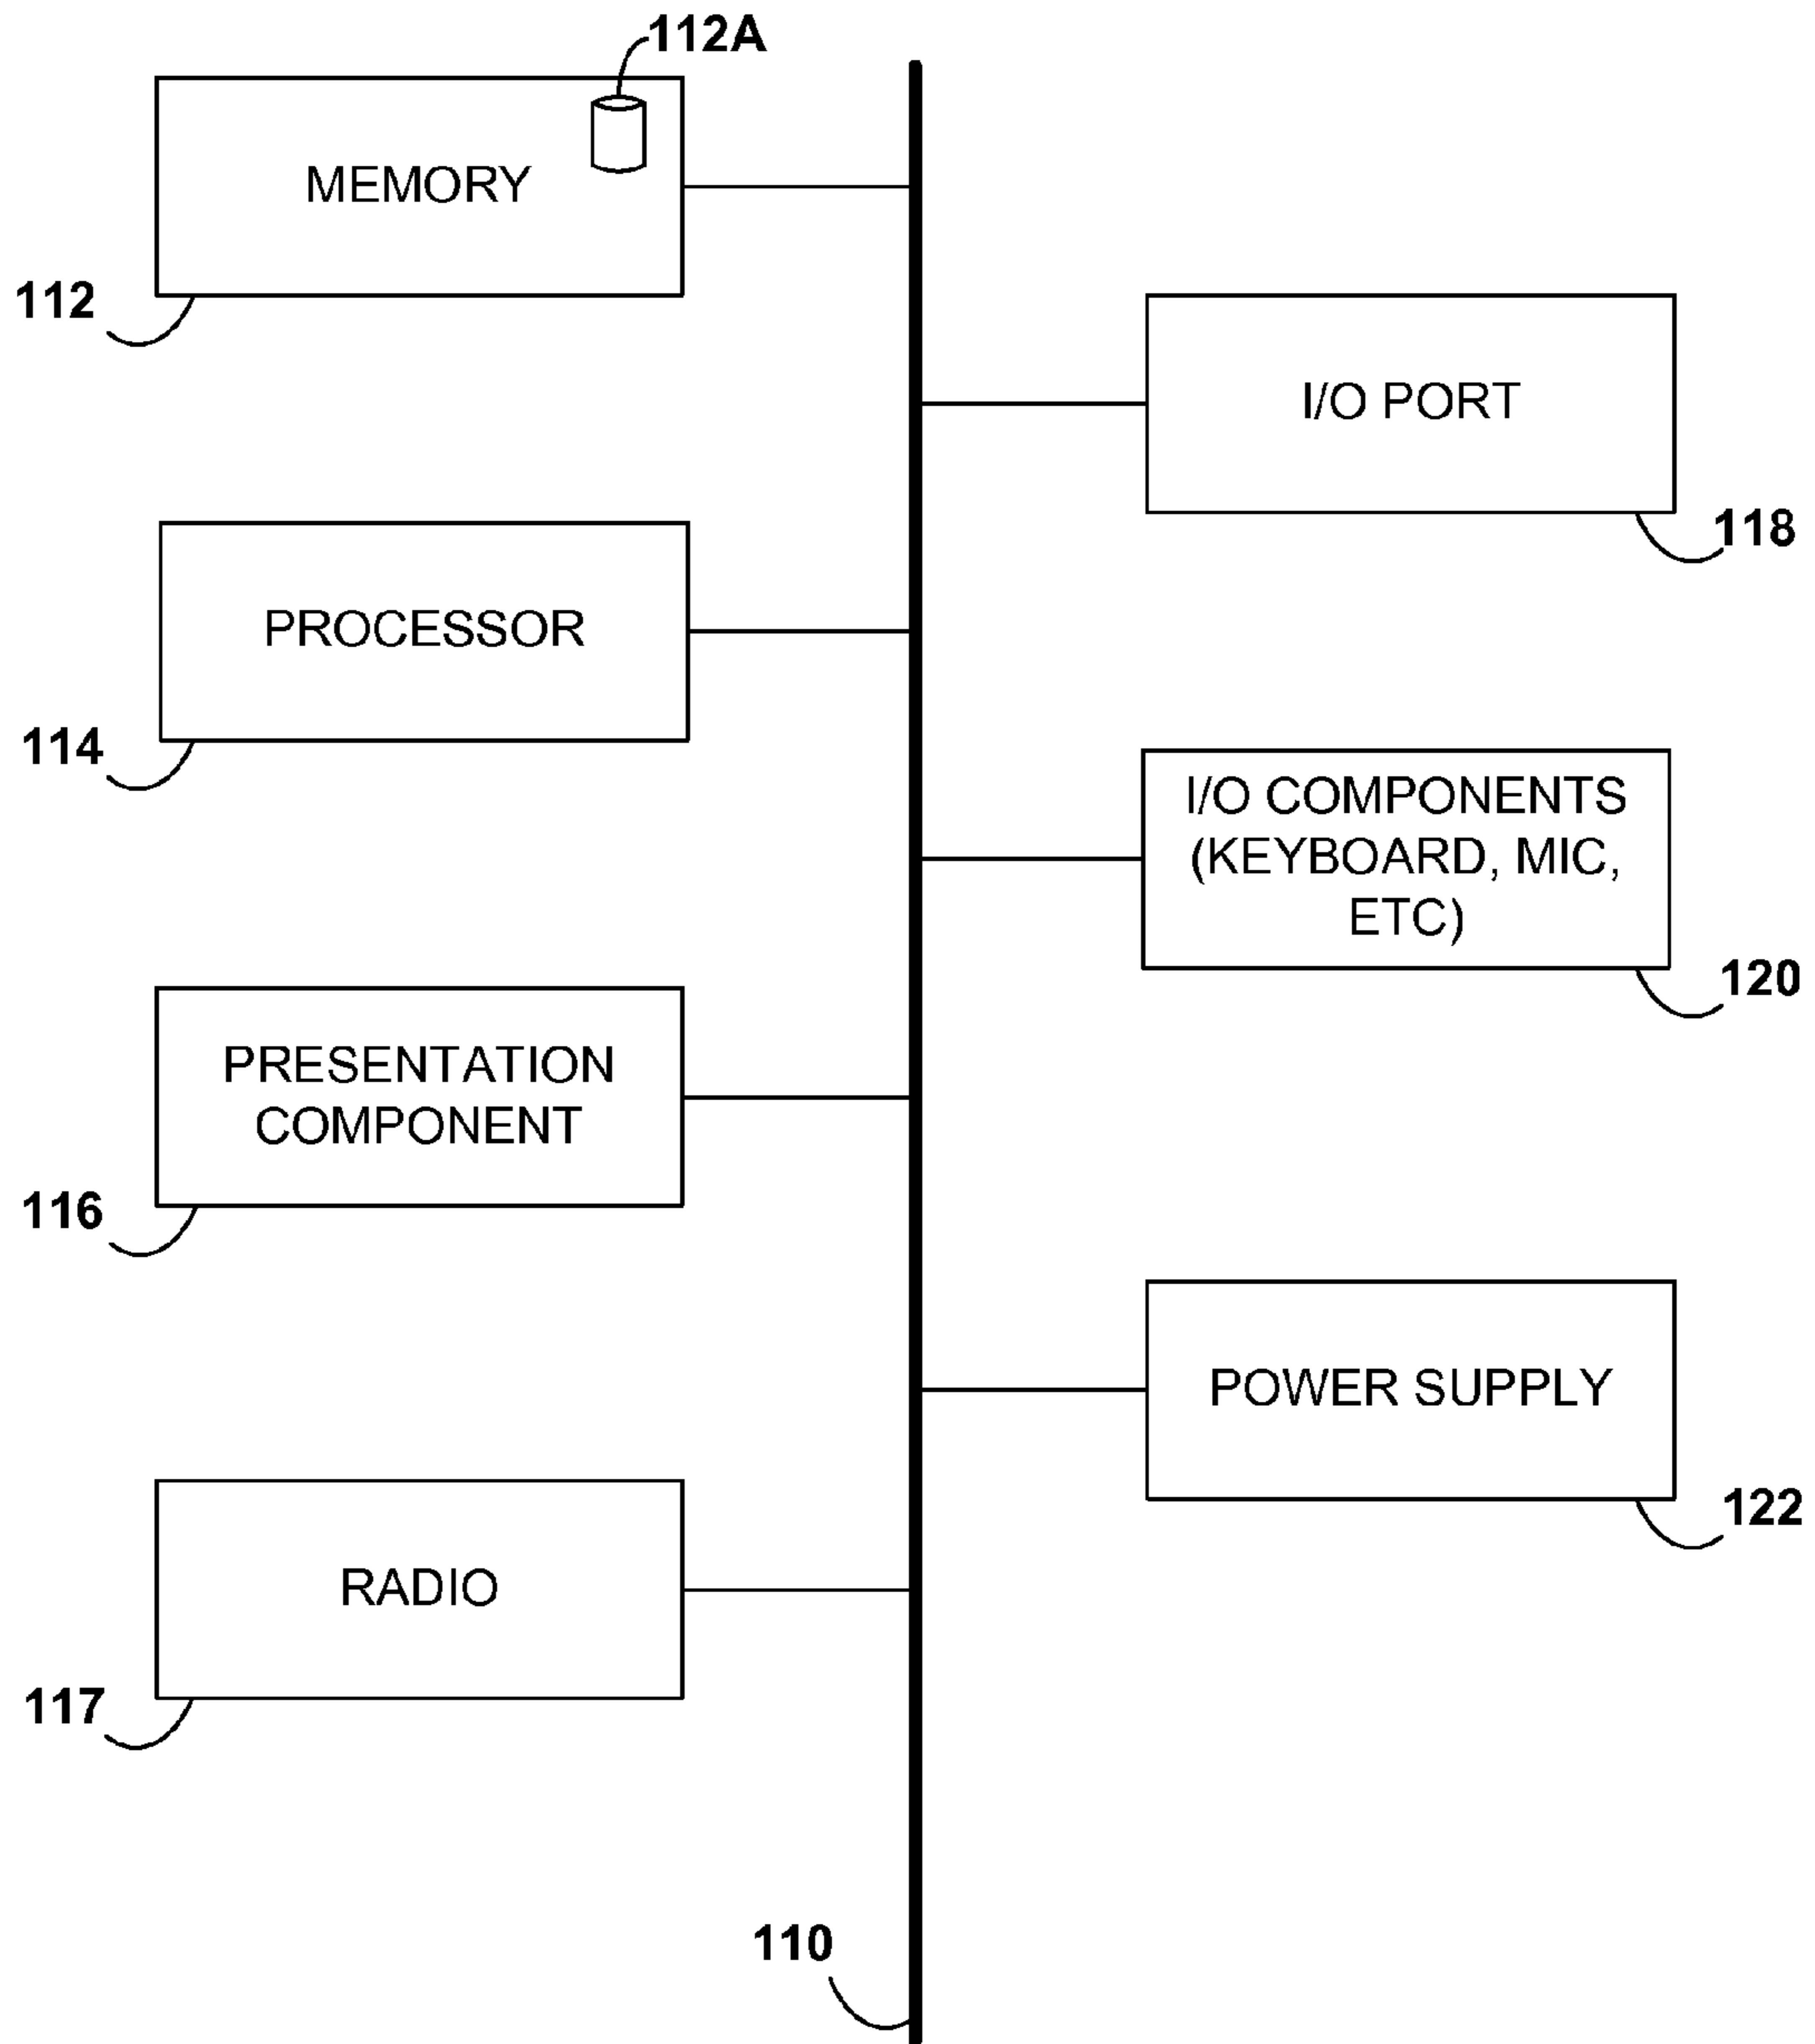 112A
MEMORY
112
I/O PORT
118
PROCESSOR
114
I/O COMPONENTS
(KEYBOARD, MIC,
ETC)
120
PRESENTATION
COMPONENT
116
POWER SUPPLY
122
RADIO
117
110